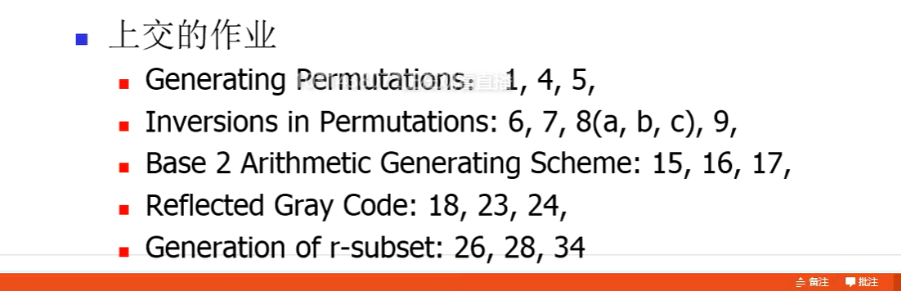 上交的作业
Generating Permutations: 1, 4, 5,
Inversions in Permutations: 6, 7, 8(a, b, c), 9,
Base 2 Arithmetic Generating Scheme: 15, 16, 17,
Reflected Gray Code: 18, 23, 24,
Generation of r-subset: 26, 28, 34
备注 批注